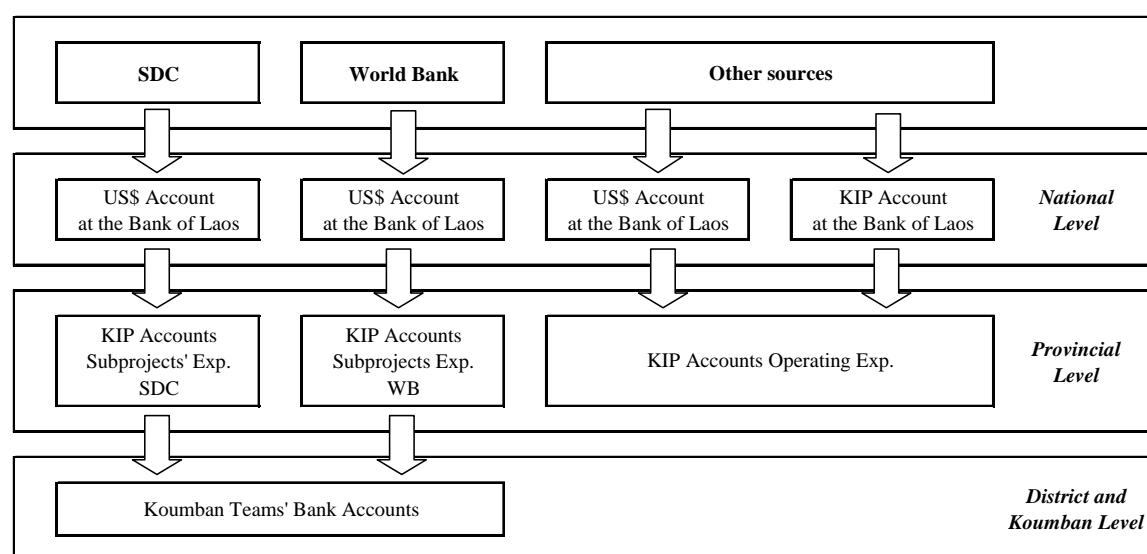 SDC
World Bank
Other sources
US$ Account
at the Bank of Laos
US$ Account
at the Bank of Laos
US$ Account
at the Bank of Laos
KIP Account
at the Bank of Laos
National
Level
KIP Accounts
Subprojects' Exp.
SDC
KIP Accounts
Subprojects Exp.
WB
KIP Accounts Operating Exp.
Provincial
Level
Koumban Teams' Bank Accounts
District and
Koumban Level